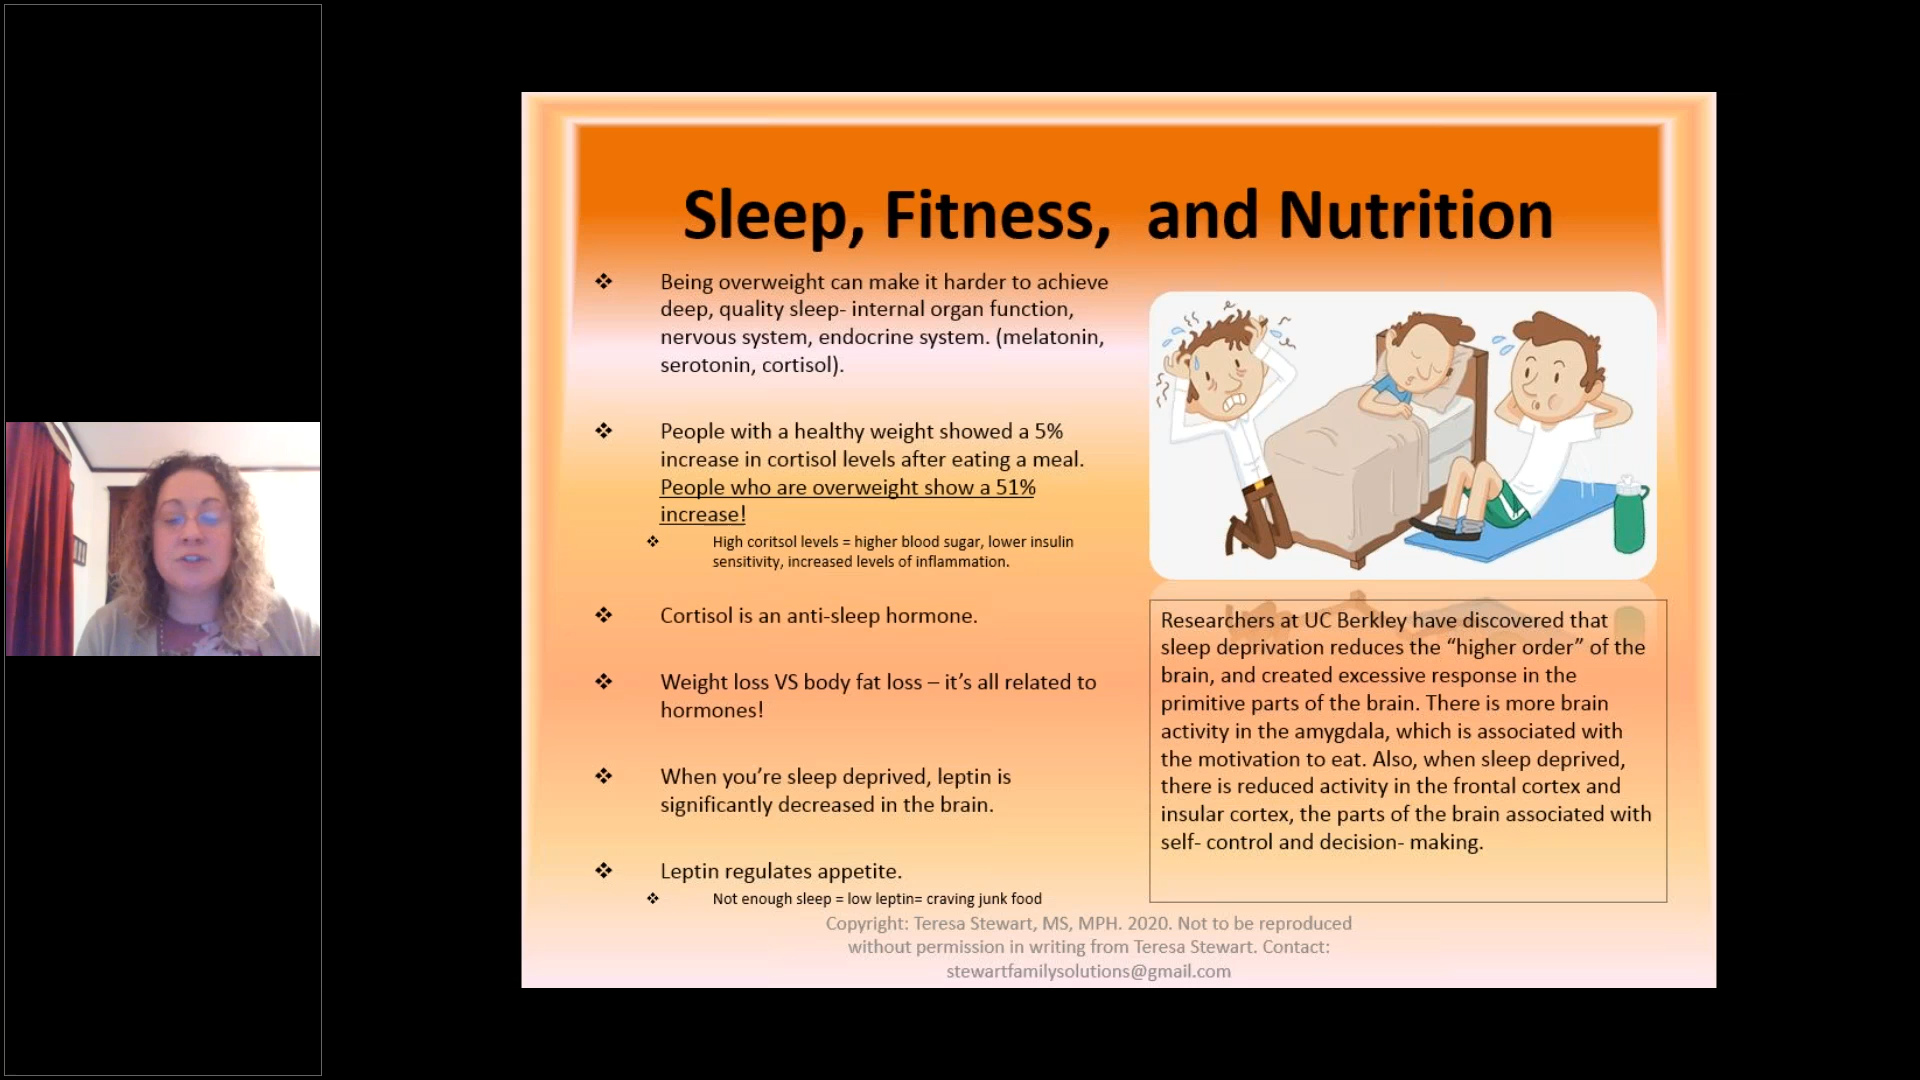 Sleep, Fitness,  and Nutrition
❖ Being overweight can make it harder to achieve
deep, quality sleep- internal organ function,
nervous system, endocrine system. (melatonin,
serotonin, cortisol).
❖ People with a healthy weight showed a 5%
increase in cortisol levels after eating a meal.
People who are overweight show a 51%
increase!
❖ High coritsol levels = higher blood sugar, lower insulin
sensitivity, increased levels of inflammation.
❖ Cortisol is an anti-sleep hormone.
❖ Weight loss VS body fat loss – it’s all related to
hormones!
❖ When you’re sleep deprived, leptin is
significantly decreased in the brain.
❖ Leptin regulates appetite.
❖ Not enough sleep = low leptin= craving junk food
Researchers at UC Berkley have discovered that
sleep deprivation reduces the “higher order” of the
brain, and created excessive response in the
primitive parts of the brain. There is more brain
activity in the amygdala, which is associated with
the motivation to eat. Also, when sleep deprived,
there is reduced activity in the frontal cortex and
insular cortex, the parts of the brain associated with
self- control and decision- making.
Copyright: Teresa Stewart, MS, MPH. 2020. Not to be reproduced
without permission in writing from Teresa Stewart. Contact:
stewartfamilysolutions@gmail.com